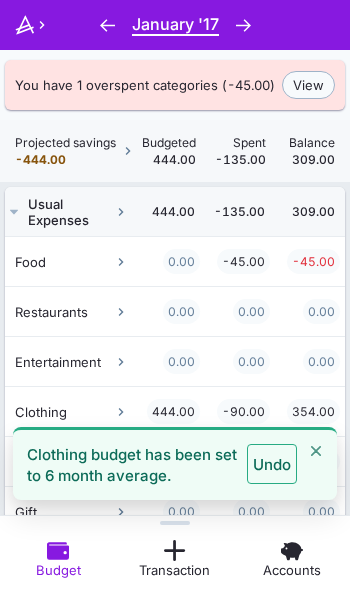 January '17
You have 1 overspent categories (-45.00) View
Projected savings Budgeted Spent Balance
-444.00 444.00 -135.00 309.00
Usual Expenses 444.00 -135.00 309.00
Food 0.00 -45.00 -45.00
Restaurants 0.00 0.00 0.00
Entertainment 0.00 0.00 0.00
Clothing 444.00 -90.00 354.00
Clothing budget has been set
to 6 month average.
Undo
Gift 0.00 0.00 0.00
Budget Transaction Accounts